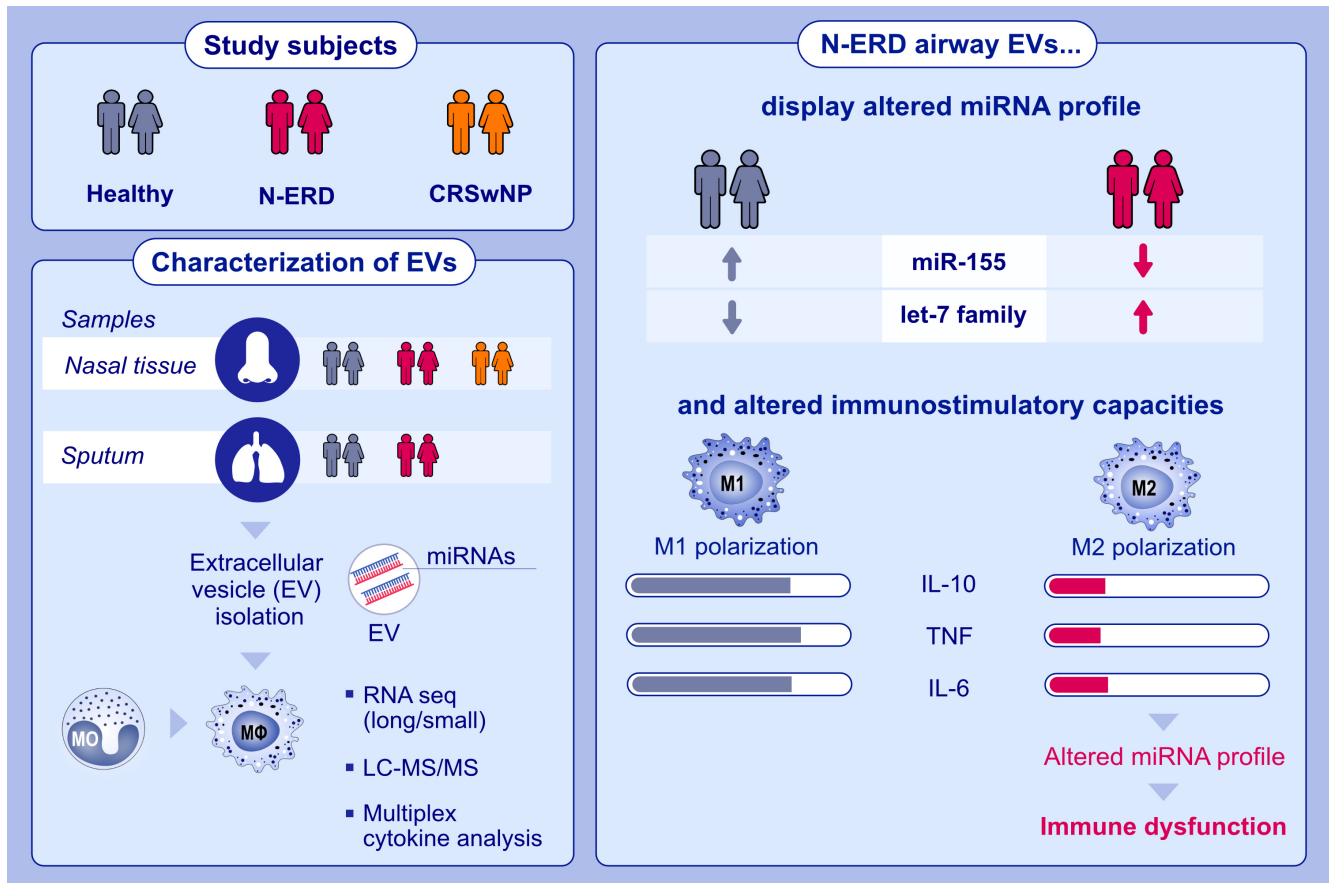 Study subjects
Healthy
N-ERD
CRSwNP
Characterization of EVs
Samples
Nasal tissue
Sputum
Extracellular
vesicle (EV)
isolation
miRNAs
EV
MO
MΦ
▪ RNA seq
(long/small)
▪ LC-MS/MS
▪ Multiplex
cytokine analysis
N-ERD airway EVs...
display altered miRNA profile
miR-155
let-7 family
and altered immunostimulatory capacities
M1
M2
M1 polarization
M2 polarization
IL-10
TNF
IL-6
Altered miRNA profile
Immune dysfunction